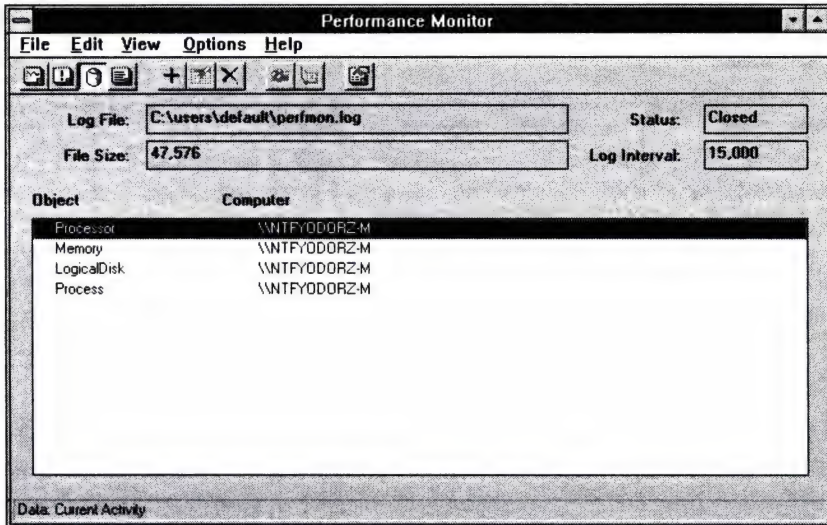 Performance Monitor
File Edit View Options Help
Log File: C:\users\default\perfmon.log Status: Closed
File Size: 47,576 Log Interval: 15,000
Object Computer
Processor \\NTFYODORZ-M
Memory \\NTFYODORZ-M
LogicalDisk \\NTFYODORZ-M
Process \\NTFYODORZ-M
Data: Current Activity